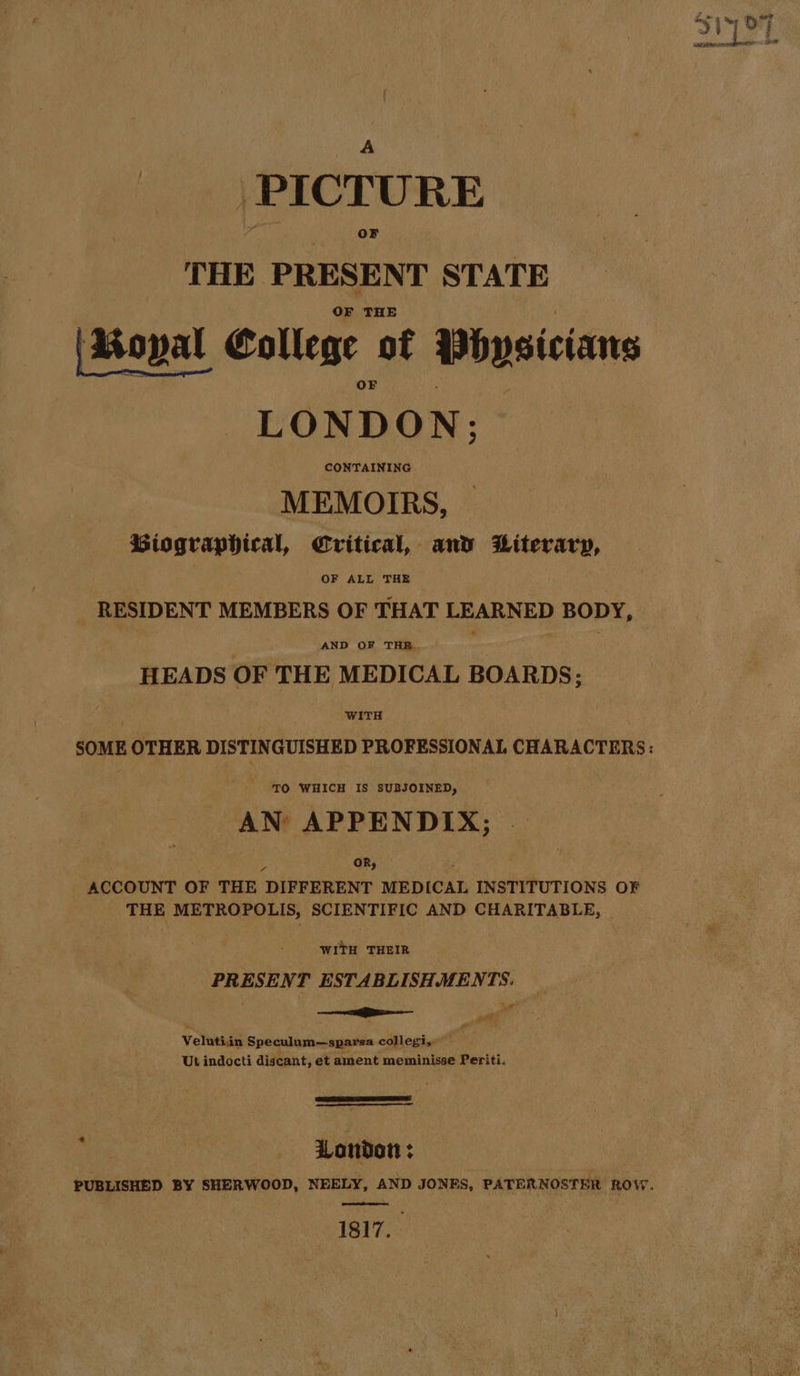 51707
A
PICTURE
OF
THE PRESENT STATE
OF THE
Royal College of Physicians
OF
LONDON;
CONTAINING
MEMOIRS,
Biographical, Critical, and Literary,
OF ALL THE
RESIDENT MEMBERS OF THAT LEARNED BODY,
AND OF THE
HEADS OF THE MEDICAL BOARDS;
WITH
SOME OTHER DISTINGUISHED PROFESSIONAL CHARACTERS:
TO WHICH IS SUBJOINED,
AN APPENDIX;
OR,
ACCOUNT OF THE DIFFERENT MEDICAL INSTITUTIONS OF
THE METROPOLIS, SCIENTIFIC AND CHARITABLE,
WITH THEIR
PRESENT ESTABLISHMENTS.
Veluti in Speculum—sparsa collegi,
Ut indocti discant, et ament meminisse Periti.
London:
PUBLISHED BY SHERWOOD, NEELY, AND JONES, PATERNOSTER ROW.
1817.